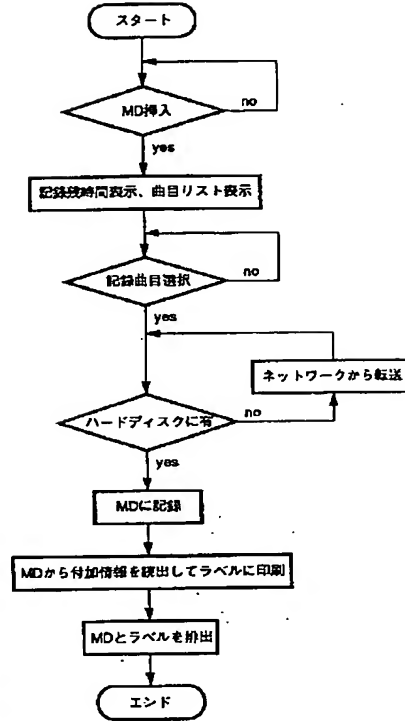 スタート
MD挿入
no
yes
記録残時間表示、曲目リスト表示
記録曲目選択
no
yes
ネットワークから転送
ハードディスクに有
no
yes
MDに記録
MDから付加情報を読出してラベルに印刷
MDとラベルを排出
エンド